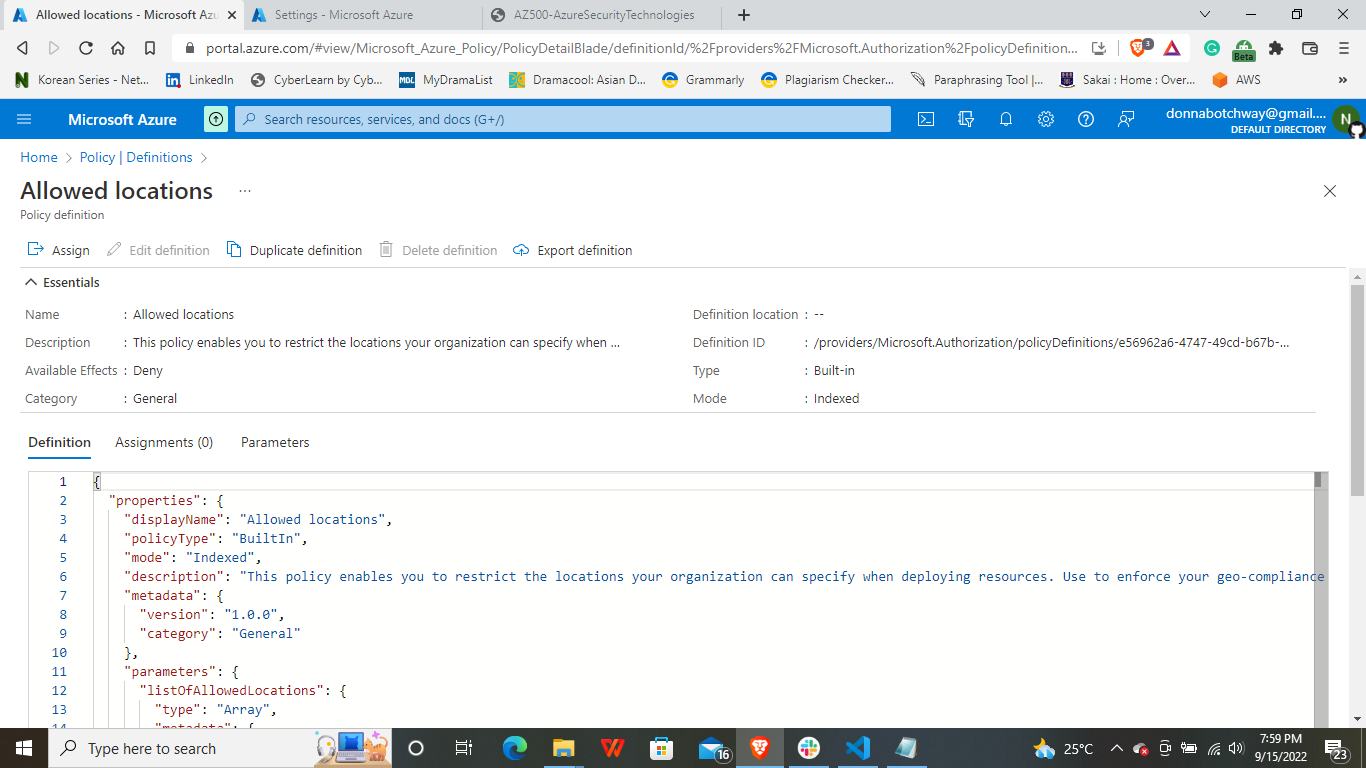 Allowed locations - Microsoft Az
Settings - Microsoft Azure
AZ500-AzureSecurityTechnologies
portal.azure.com/#view/Microsoft_Azure_Policy/PolicyDetailBlade/definitionId/%2Fproviders%2FMicrosoft.Authorization%2FpolicyDefinition...
3
Beta
Korean Series - Net...
LinkedIn
CyberLearn by Cyb...
MDL
MyDramaList
Dramacool: Asian D...
Grammarly
Plagiarism Checker...
Paraphrasing Tool |...
Sakai : Home : Over...
AWS
»
Microsoft Azure
Search resources, services, and docs (G+/)
donnabotchway@gmail....
DEFAULT DIRECTORY
N
Home > Policy | Definitions >
Allowed locations ...
Policy definition
Assign
Edit definition
Duplicate definition
Delete definition
Export definition
Essentials
Name : Allowed locations
Definition location : --
Description : This policy enables you to restrict the locations your organization can specify when ...
Definition ID : /providers/Microsoft.Authorization/policyDefinitions/e56962a6-4747-49cd-b67b-...
Available Effects : Deny
Type : Built-in
Category : General
Mode : Indexed
Definition
Assignments (0)
Parameters
1 {
2 "properties": {
3 "displayName": "Allowed locations",
4 "policyType": "BuiltIn",
5 "mode": "Indexed",
6 "description": "This policy enables you to restrict the locations your organization can specify when deploying resources. Use to enforce your geo-compliance
7 "metadata": {
8 "version": "1.0.0",
9 "category": "General"
10 },
11 "parameters": {
12 "listOfAllowedLocations": {
13 "type": "Array",
14 "metadata": {
Type here to search
16
25°C
7:59 PM
9/15/2022
23